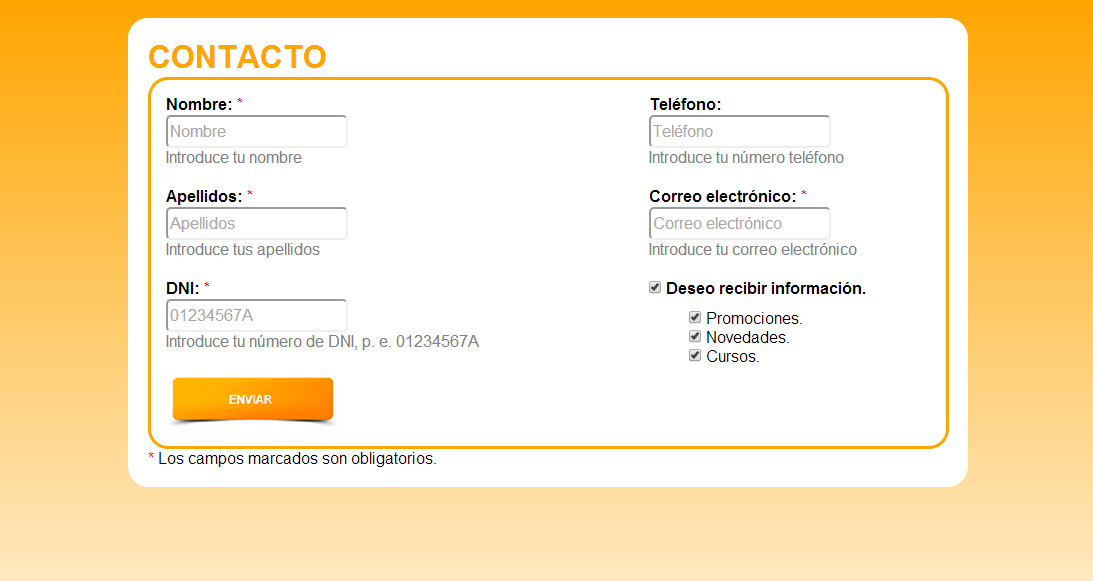 CONTACTO
Nombre: *
Nombre
Introduce tu nombre
Apellidos: *
Apellidos
Introduce tus apellidos
DNI: *
01234567A
Introduce tu número de DNI, p. e. 01234567A
ENVIAR
Teléfono:
Teléfono
Introduce tu número teléfono
Correo electrónico: *
Correo electrónico
Introduce tu correo electrónico
Deseo recibir información.
Promociones.
Novedades.
Cursos.
* Los campos marcados son obligatorios.